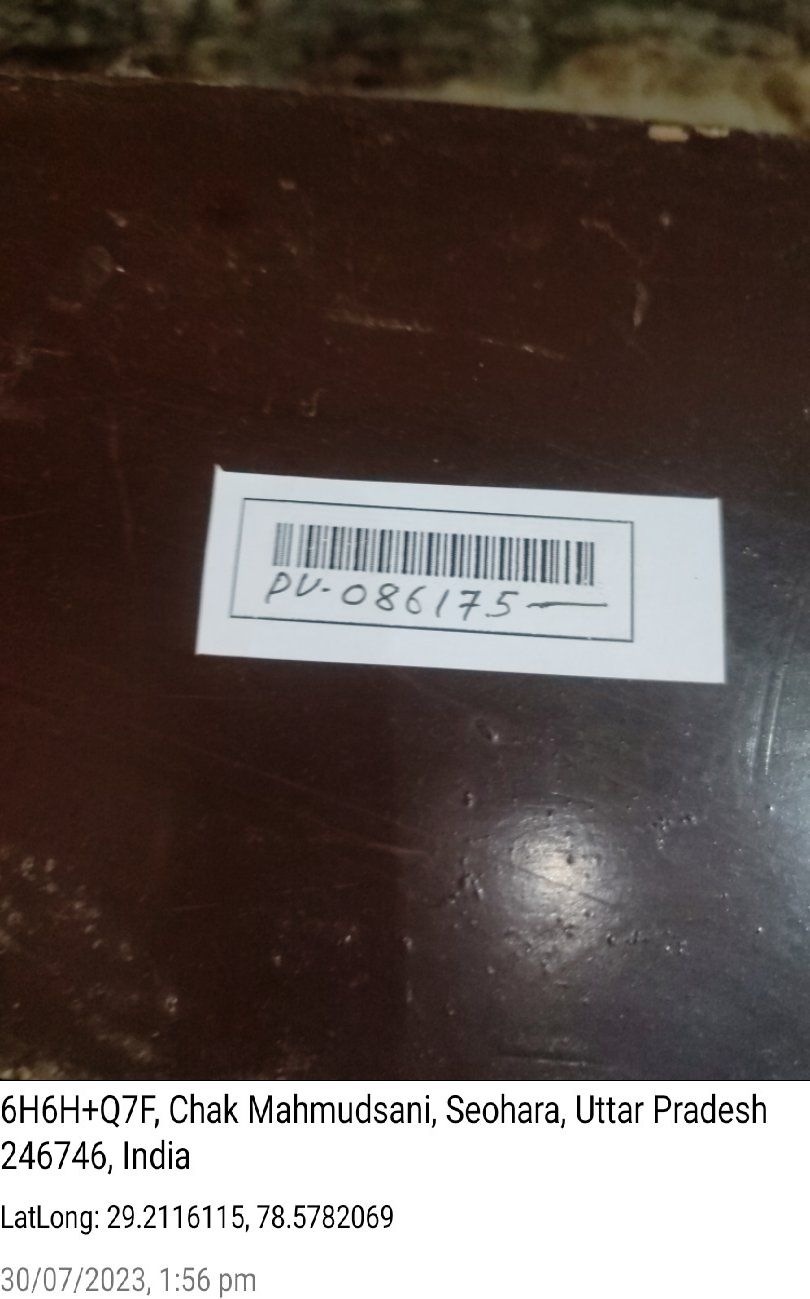 PU-086175—
6H6H+Q7F, Chak Mahmudsani, Seohara, Uttar Pradesh
246746, India
LatLong: 29.2116115, 78.5782069
30/07/2023, 1:56 pm